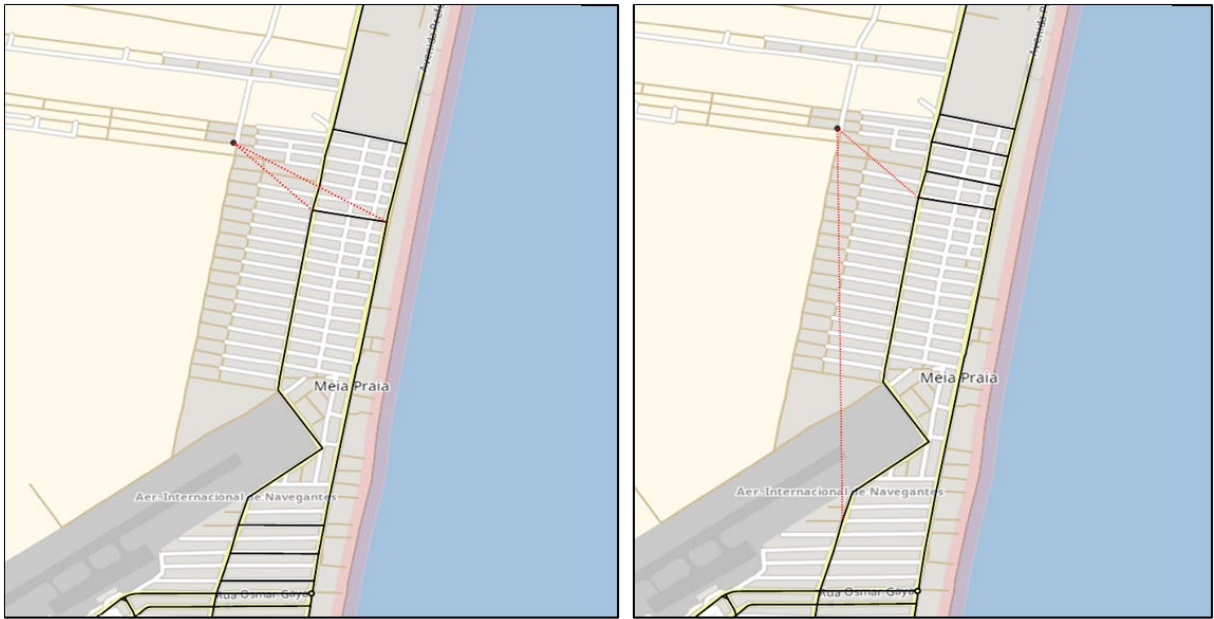 Meia Praia
Aer. Internacional de Navegantes
Rua Osmar Gaya
Meia Praia
Aer. Internacional de Navegantes
Rua Osmar Gaya